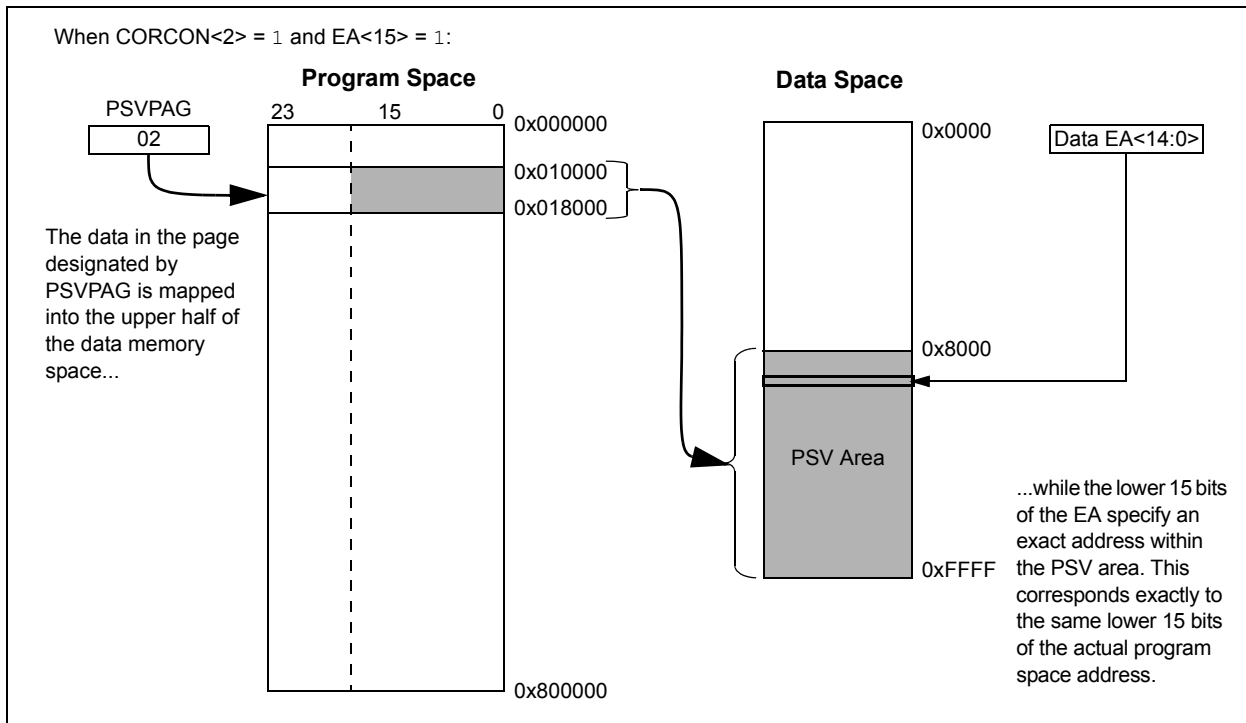 When CORCON<2> = 1 and EA<15> = 1:
Program Space
Data Space
PSVPAG
02
23 15 0
0x000000
0x010000
0x018000
0x800000
The data in the page
designated by
PSVPAG is mapped
into the upper half of
the data memory
space...
0x0000
0x8000
0xFFFF
PSV Area
Data EA<14:0>
...while the lower 15 bits
of the EA specify an
exact address within
the PSV area. This
corresponds exactly to
the same lower 15 bits
of the actual program
space address.